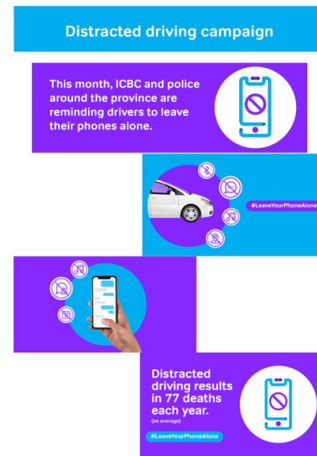 Distracted driving campaign
This month, ICBC and police
around the province are
reminding drivers to leave
their phones alone.
#LeaveYourPhoneAlone
Distracted
driving results
in 77 deaths
each year.
(on average)
#LeaveYourPhoneAlone